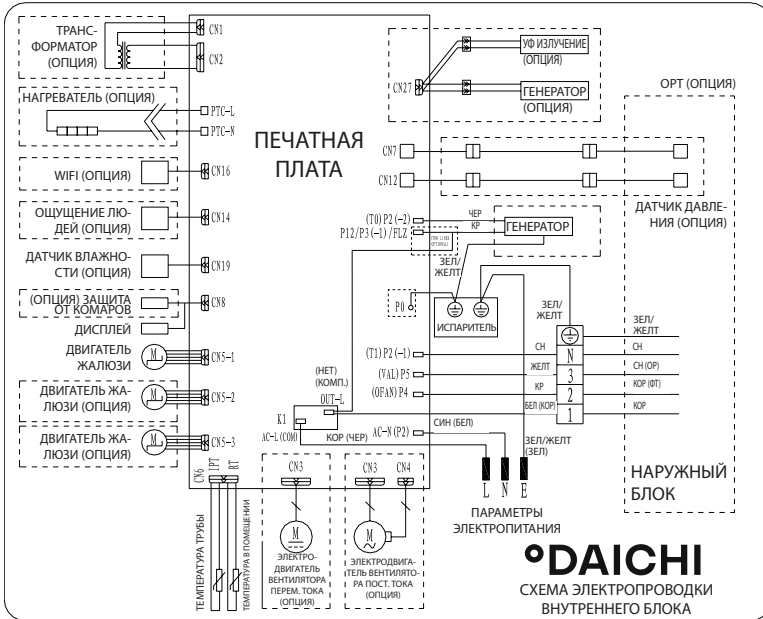 ТРАНС-
ФОРМАТОР
(ОПЦИЯ)
CN1
CN2
НАГРЕВАТЕЛЬ (ОПЦИЯ)
PTC-L
PTC-N
WIFI (ОПЦИЯ)
CN16
ОЩУЩЕНИЕ ЛЮ-
ДЕЙ (ОПЦИЯ)
CN14
ДАТЧИК ВЛАЖНО-
СТИ (ОПЦИЯ)
CN19
(ОПЦИЯ) ЗАЩИТА
ОТ КОМАРОВ
CN8
ДИСПЛЕЙ
ДВИГАТЕЛЬ
ЖАЛЮЗИ
M
CN5-1
ДВИГАТЕЛЬ ЖА-
ЛЮЗИ (ОПЦИЯ)
M
CN5-2
ДВИГАТЕЛЬ ЖА-
ЛЮЗИ (ОПЦИЯ)
M
CN5-3
CN6
IPT
RT
ТЕМПЕРАТУРА ТРУБЫ
ТЕМПЕРАТУРА В ПОМЕЩЕНИИ
ПЕЧАТНАЯ
ПЛАТА
CN27
УФ ИЗЛУЧЕНИЕ
(ОПЦИЯ)
ГЕНЕРАТОР
(ОПЦИЯ)
ОРТ (ОПЦИЯ)
CN7
CN12
ДАТЧИК ДАВЛЕ-
НИЯ (ОПЦИЯ)
(T0) P2 (-2)
ЧЕР
P12/P3 (-1) /FLZ
КР
ГЕНЕРАТОР
ЗЕЛ/
ЖЕЛТ
P0
ИСПАРИТЕЛЬ
ЗЕЛ/
ЖЕЛТ
ЗЕЛ/
ЖЕЛТ
(T1) P2 (-1)
СН
N
СН
(VAL) P5
ЖЕЛТ
3
СН (ОР)
(OFAN) P4
КР
2
КОР (ФТ)
БЕЛ (КОР)
1
КОР
(НЕТ)
(КОМП.)
OUT-L
K1
AC-L (COM)
КОР (ЧЕР)
AC-N (P2)
СИН (БЕЛ)
ЗЕЛ/ЖЕЛТ
(ЗЕЛ)
L
N
E
ПАРАМЕТРЫ
ЭЛЕКТРОПИТАНИЯ
НАРУЖНЫЙ
БЛОК
CN3
M
ЭЛЕКТРО-
ДВИГАТЕЛЬ
ВЕНТИЛЯТОРА
ПЕРЕМ. ТОКА
(ОПЦИЯ)
CN3
CN4
M
ЭЛЕКТРОДВИГА-
ТЕЛЬ ВЕНТИЛЯТО-
РА ПОСТ. ТОКА
(ОПЦИЯ)
DAICHI
СХЕМА ЭЛЕКТРОПРОВОДКИ
ВНУТРЕННЕГО БЛОКА